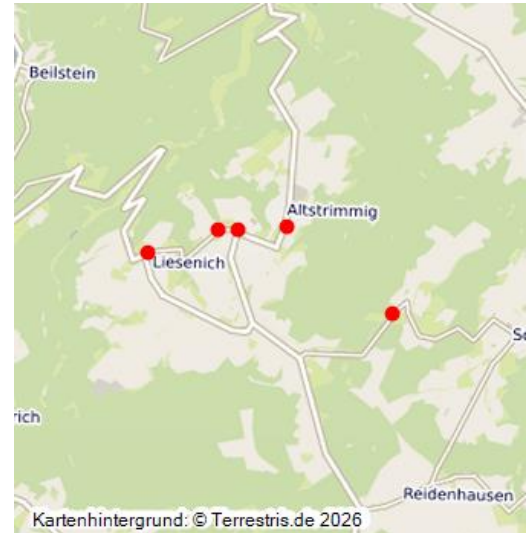 Beilstein
Altstrimmig
Liesenich
Sc
rich
Reidenhausen
Kartenhintergrund: © Terrestris.de 2026